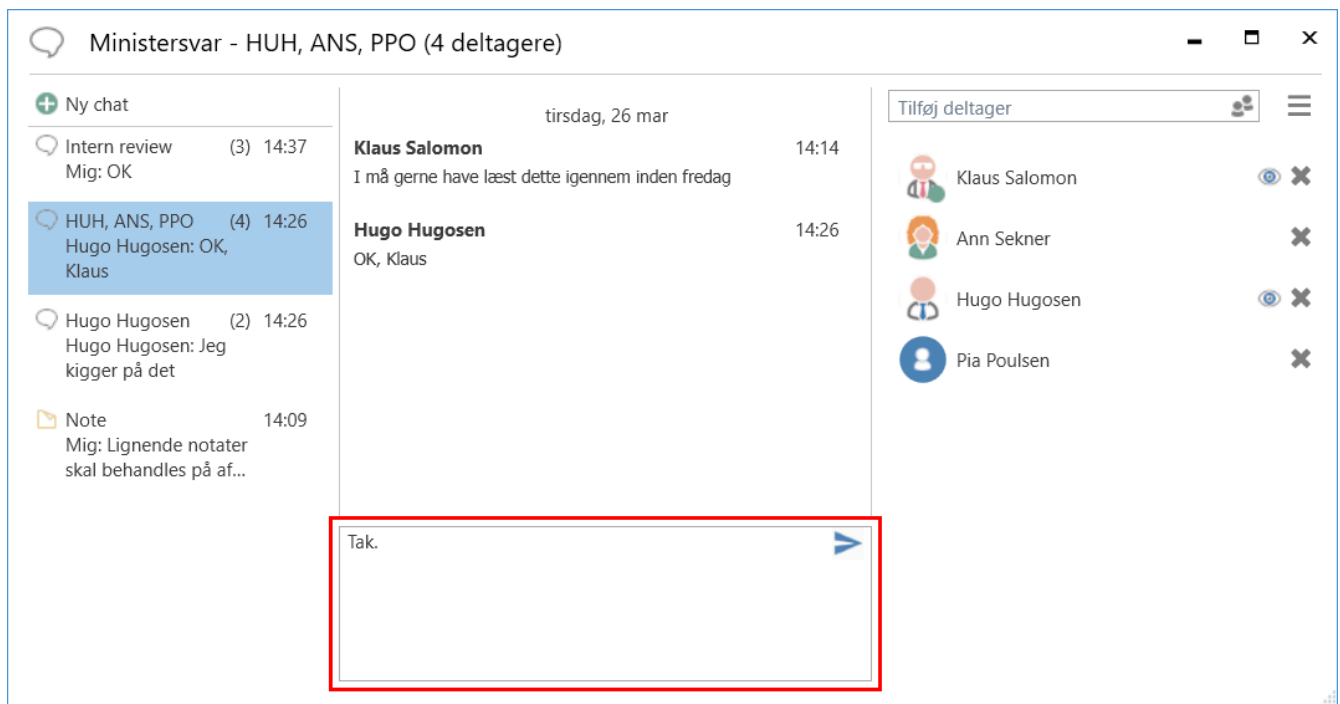 Ministersvar - HUH, ANS, PPO (4 deltagere)
Ny chat
Intern review (3) 14:37
Mig: OK
HUH, ANS, PPO (4) 14:26
Hugo Hugosen: OK,
Klaus
Hugo Hugosen (2) 14:26
Hugo Hugosen: Jeg
kigger på det
Note 14:09
Mig: Lignende notater
skal behandles på af...
tirsdag, 26 mar
Klaus Salomon 14:14
I må gerne have læst dette igennem inden fredag
Hugo Hugosen 14:26
OK, Klaus
Tak.
Tilføj deltager
Klaus Salomon
Ann Sekner
Hugo Hugosen
Pia Poulsen